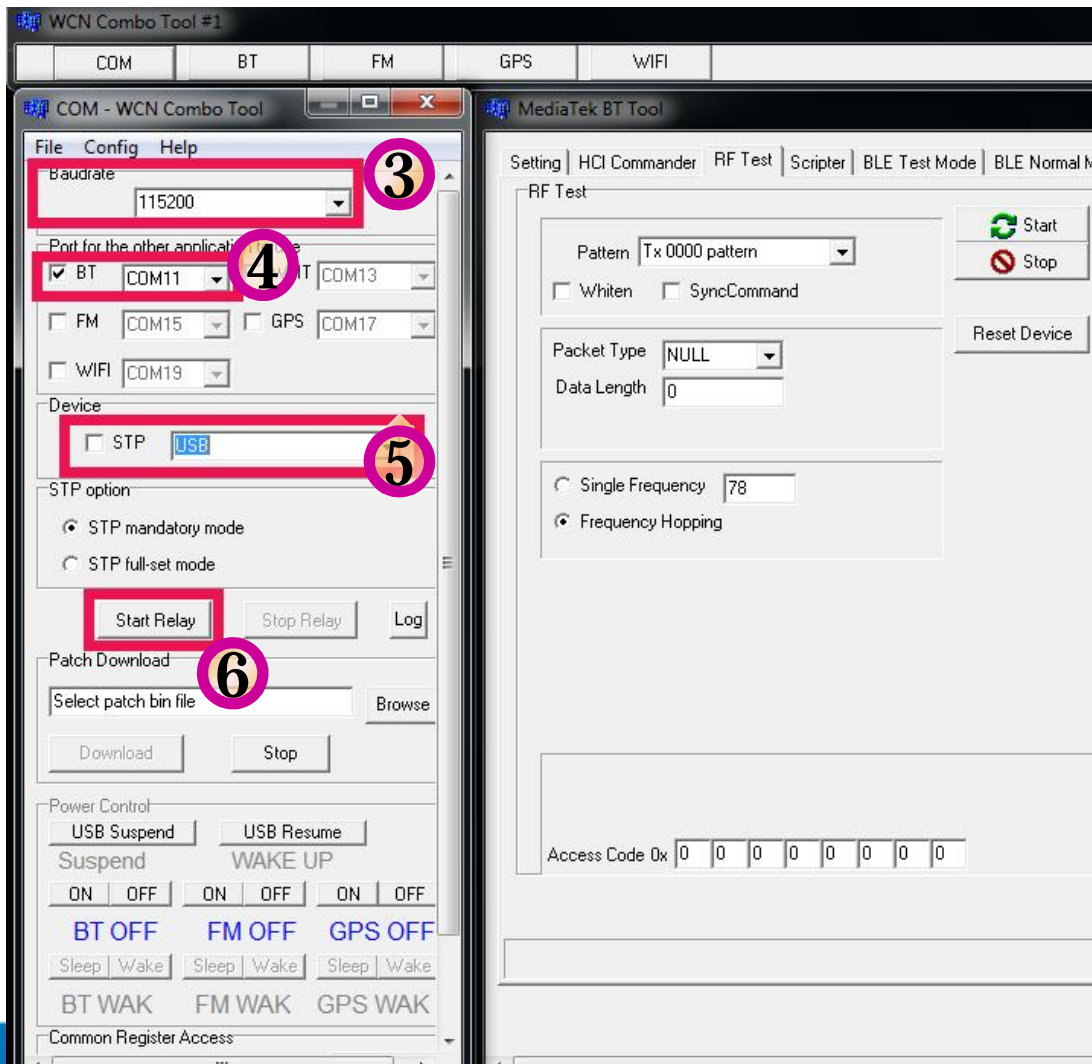 WCN Combo Tool #1
COM BT FM GPS WIFI
COM - WCN Combo Tool
File Config Help
Baudrate
3
115200
Port for the other application to use
4
BT COM11 COM13
FM COM15 GPS COM17
WIFI COM19
Device
STP USB
5
STP option
STP mandatory mode
STP full-set mode
Start Relay Stop Relay Log
6
Patch Download
Select patch bin file Browse
Download Stop
Power Control
USB Suspend USB Resume
Suspend WAKE UP
ON OFF ON OFF ON OFF
BT OFF FM OFF GPS OFF
Sleep Wake Sleep Wake Sleep Wake
BT WAK FM WAK GPS WAK
Common Register Access
MediaTek BT Tool
Setting HCI Commander RF Test Scripter BLE Test Mode BLE Normal M
RF Test
Pattern Tx 0000 pattern
Start
Stop
Whiten SyncCommand
Reset Device
Packet Type NULL
Data Length 0
Single Frequency 78
Frequency Hopping
Access Code 0x 0 0 0 0 0 0 0 0